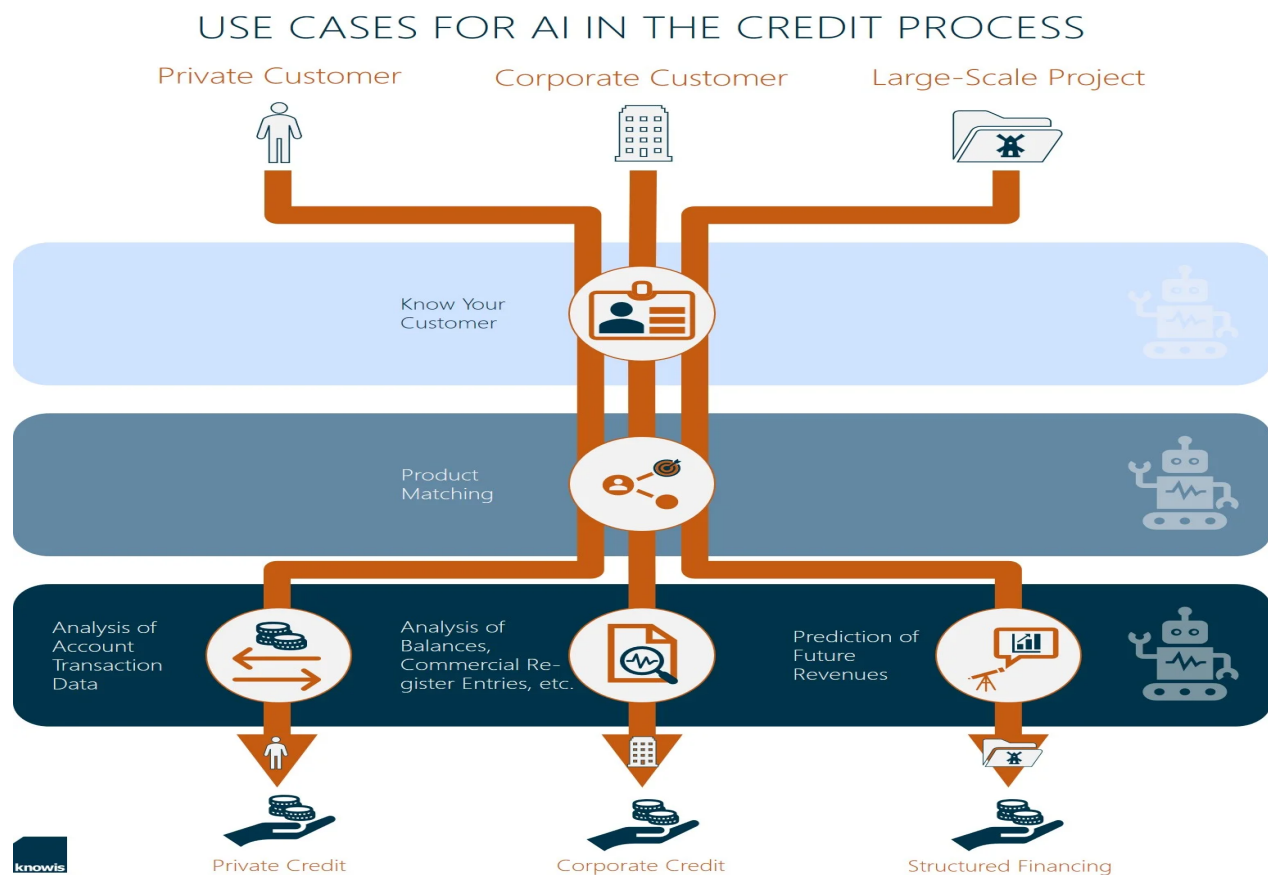 USE CASES FOR AI IN THE CREDIT PROCESS
Private Customer
Corporate Customer
Large-Scale Project
Know Your
Customer
Product
Matching
Analysis of
Account
Transaction
Data
Analysis of
Balances,
Commercial Re-
gister Entries, etc.
Prediction of
Future
Revenues
Private Credit
Corporate Credit
Structured Financing
knowis